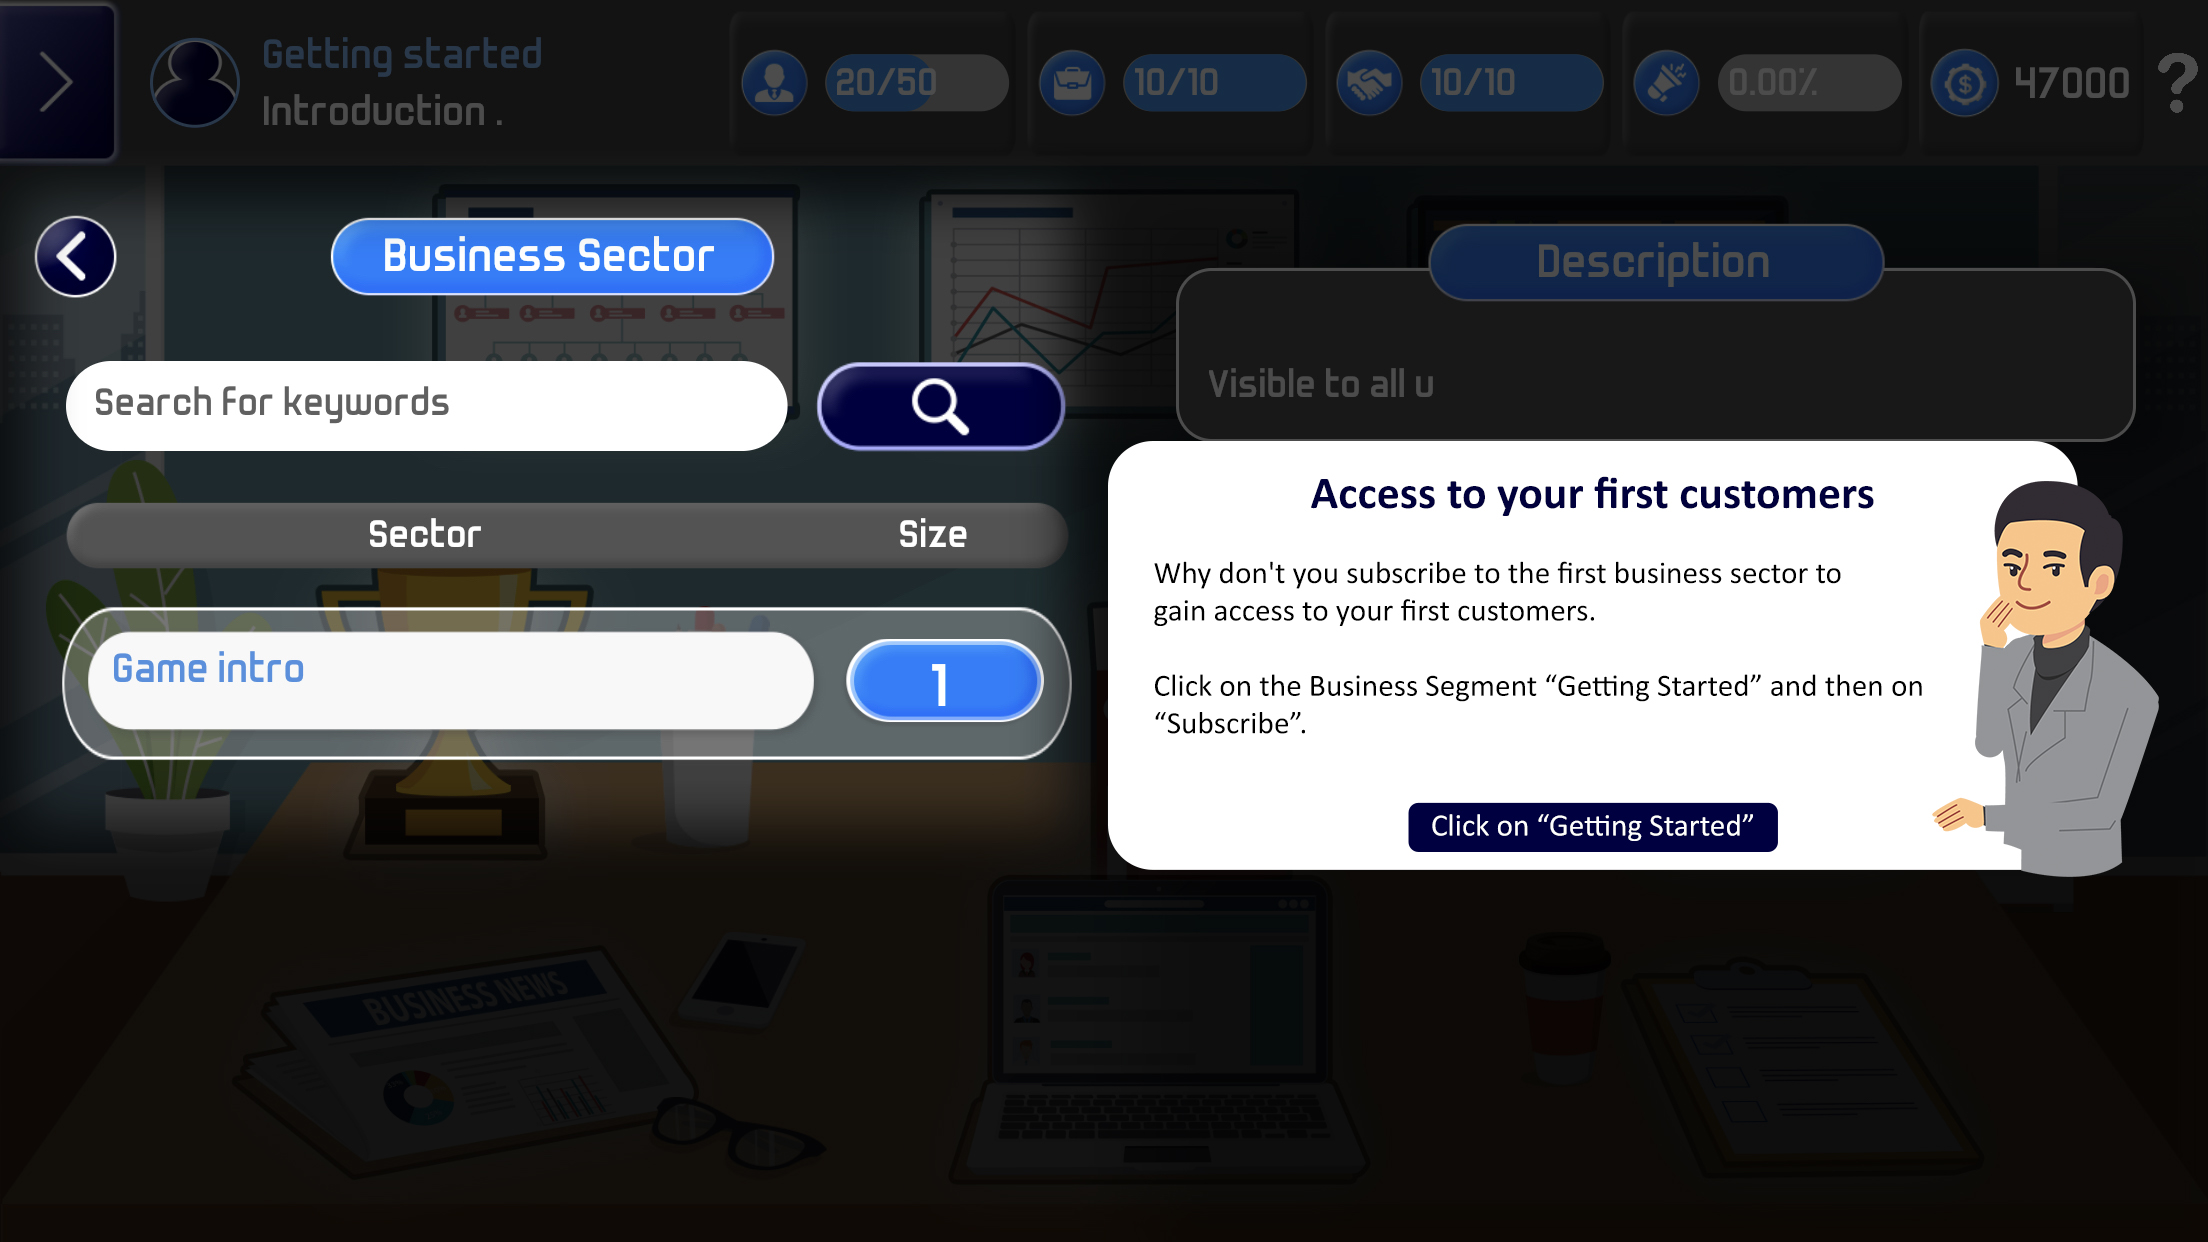 Getting started
Introduction .
20/50
10/10
10/10
0.00%
47000
?
Business Sector
Search for keywords
Sector Size
Game intro 1
Description
Visible to all u
Access to your first customers
Why don't you subscribe to the first business sector to
gain access to your first customers.
Click on the Business Segment “Getting Started” and then on
“Subscribe”.
Click on “Getting Started”
BUSINESS NEWS